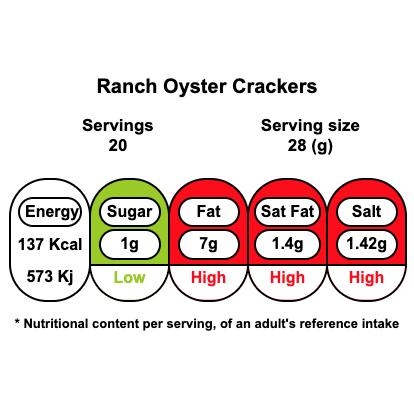 Ranch Oyster Crackers
Servings
20
Serving size
28 (g)
Energy
137 Kcal
573 Kj
Sugar
1g
Low
Fat
7g
High
Sat Fat
1.4g
High
Salt
1.42g
High
* Nutritional content per serving, of an adult's reference intake